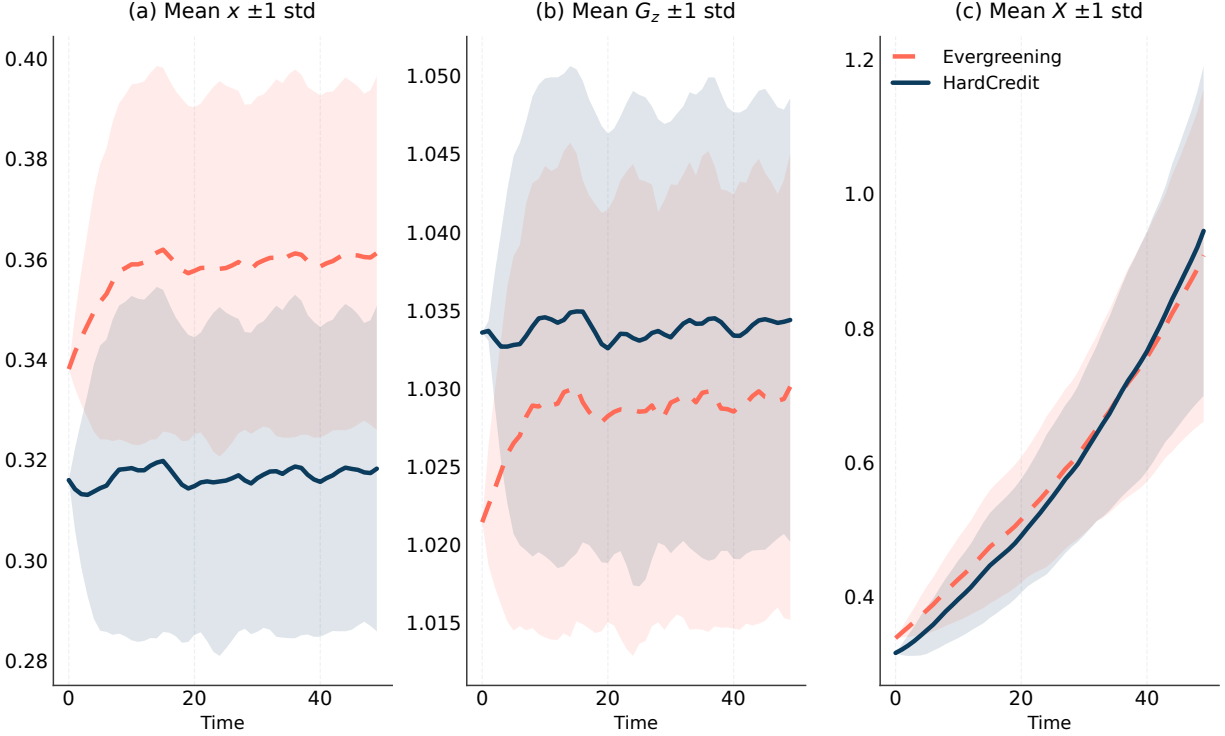 (a) Mean x ±1 std
0.40
0.38
0.36
0.34
0.32
0.30
0.28
0 20 40
Time
(b) Mean G_z ±1 std
1.050
1.045
1.040
1.035
1.030
1.025
1.020
1.015
0 20 40
Time
(c) Mean X ±1 std
Evergreening
HardCredit
1.2
1.0
0.8
0.6
0.4
0 20 40
Time